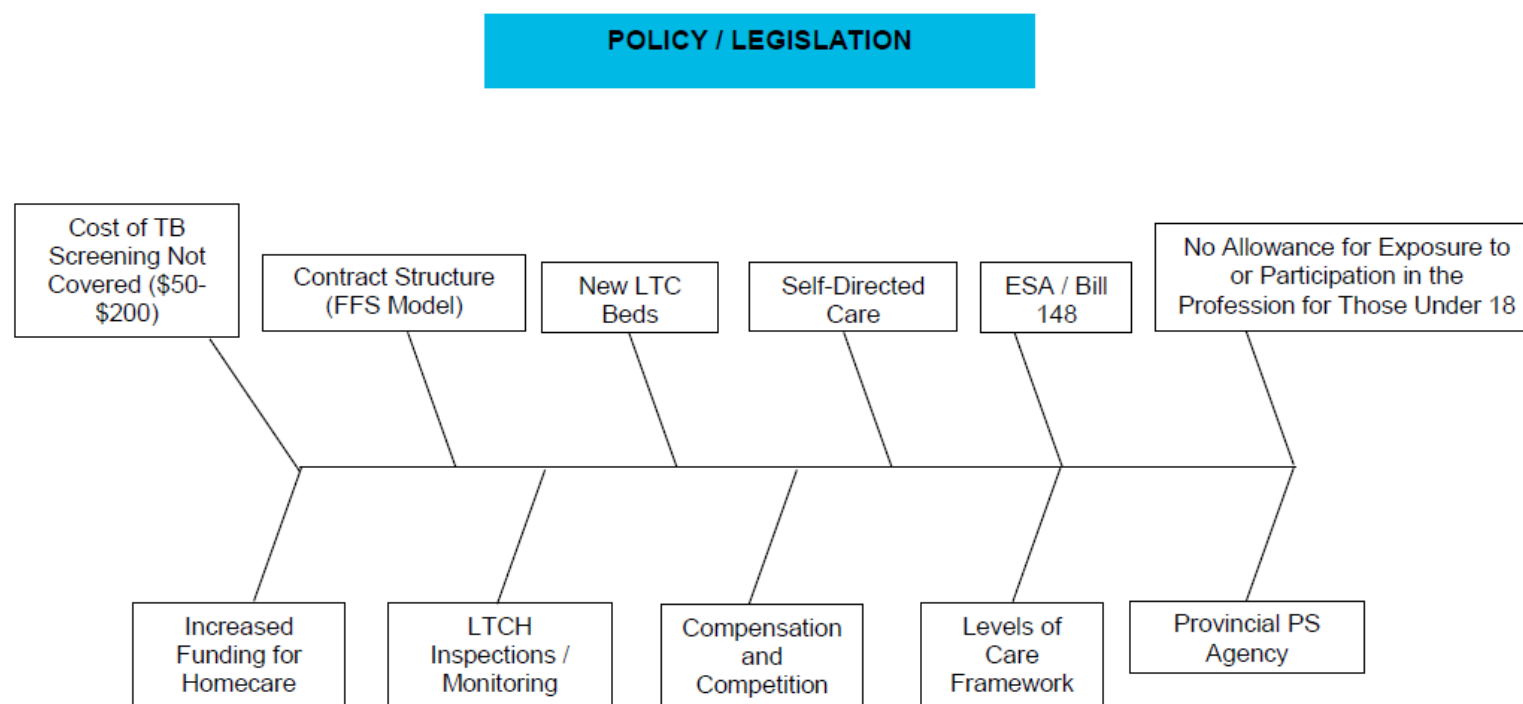 POLICY / LEGISLATION
Cost of TB
Screening Not
Covered ($50-
$200)
Contract Structure
(FFS Model)
New LTC
Beds
Self-Directed
Care
ESA / Bill
148
No Allowance for Exposure to
or Participation in the
Profession for Those Under 18
Increased
Funding for
Homecare
LTCH
Inspections /
Monitoring
Compensation
and
Competition
Levels of
Care
Framework
Provincial PS
Agency